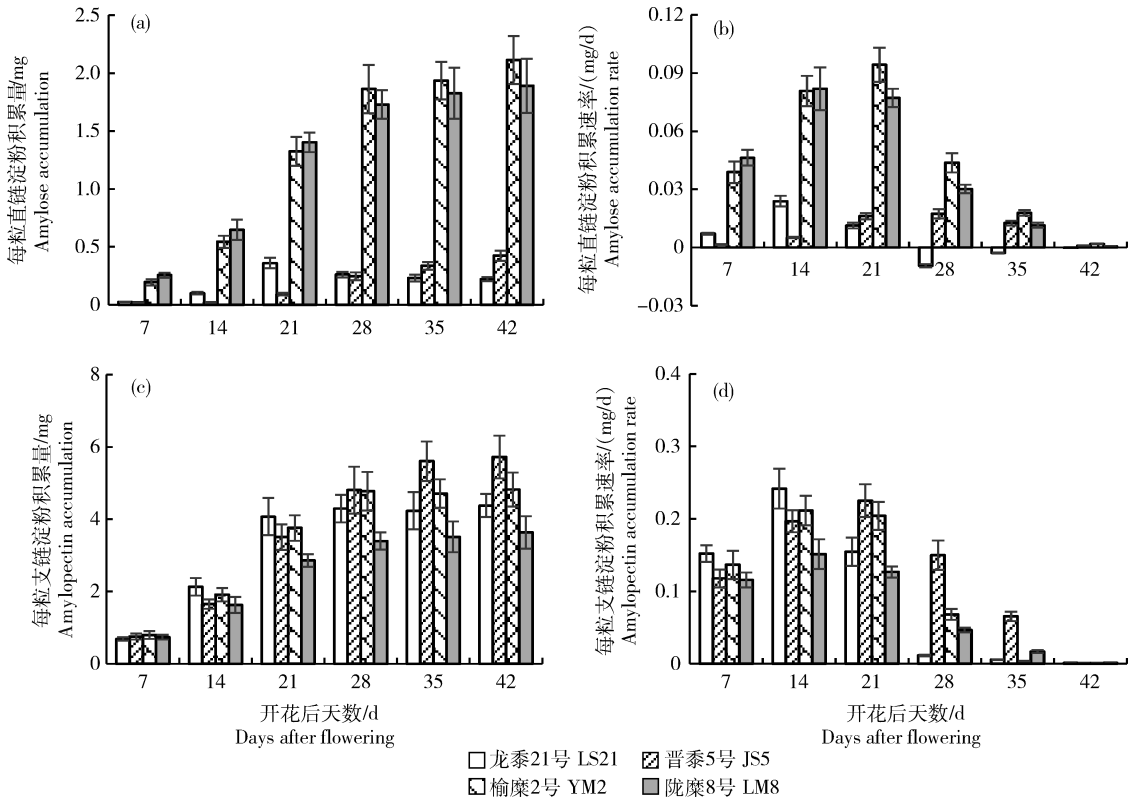 (a)
每粒直链淀粉积累量/mg
Amylose accumulation
2.5
2.0
1.5
1.0
0.5
0
7 14 21 28 35 42
(b)
每粒直链淀粉积累速率/(mg/d)
Amylose accumulation rate
0.12
0.09
0.06
0.03
0
−0.03
7 14 21 28 35 42
(c)
每粒支链淀粉积累量/mg
Amylopectin accumulation
8
6
4
2
0
7 14 21 28 35 42
开花后天数/d
Days after flowering
(d)
每粒支链淀粉积累速率/(mg/d)
Amylopectin accumulation rate
0.4
0.3
0.2
0.1
0
7 14 21 28 35 42
开花后天数/d
Days after flowering
龙黍21号 LS21 晋黍5号 JS5
榆糜2号 YM2 陇糜8号 LM8